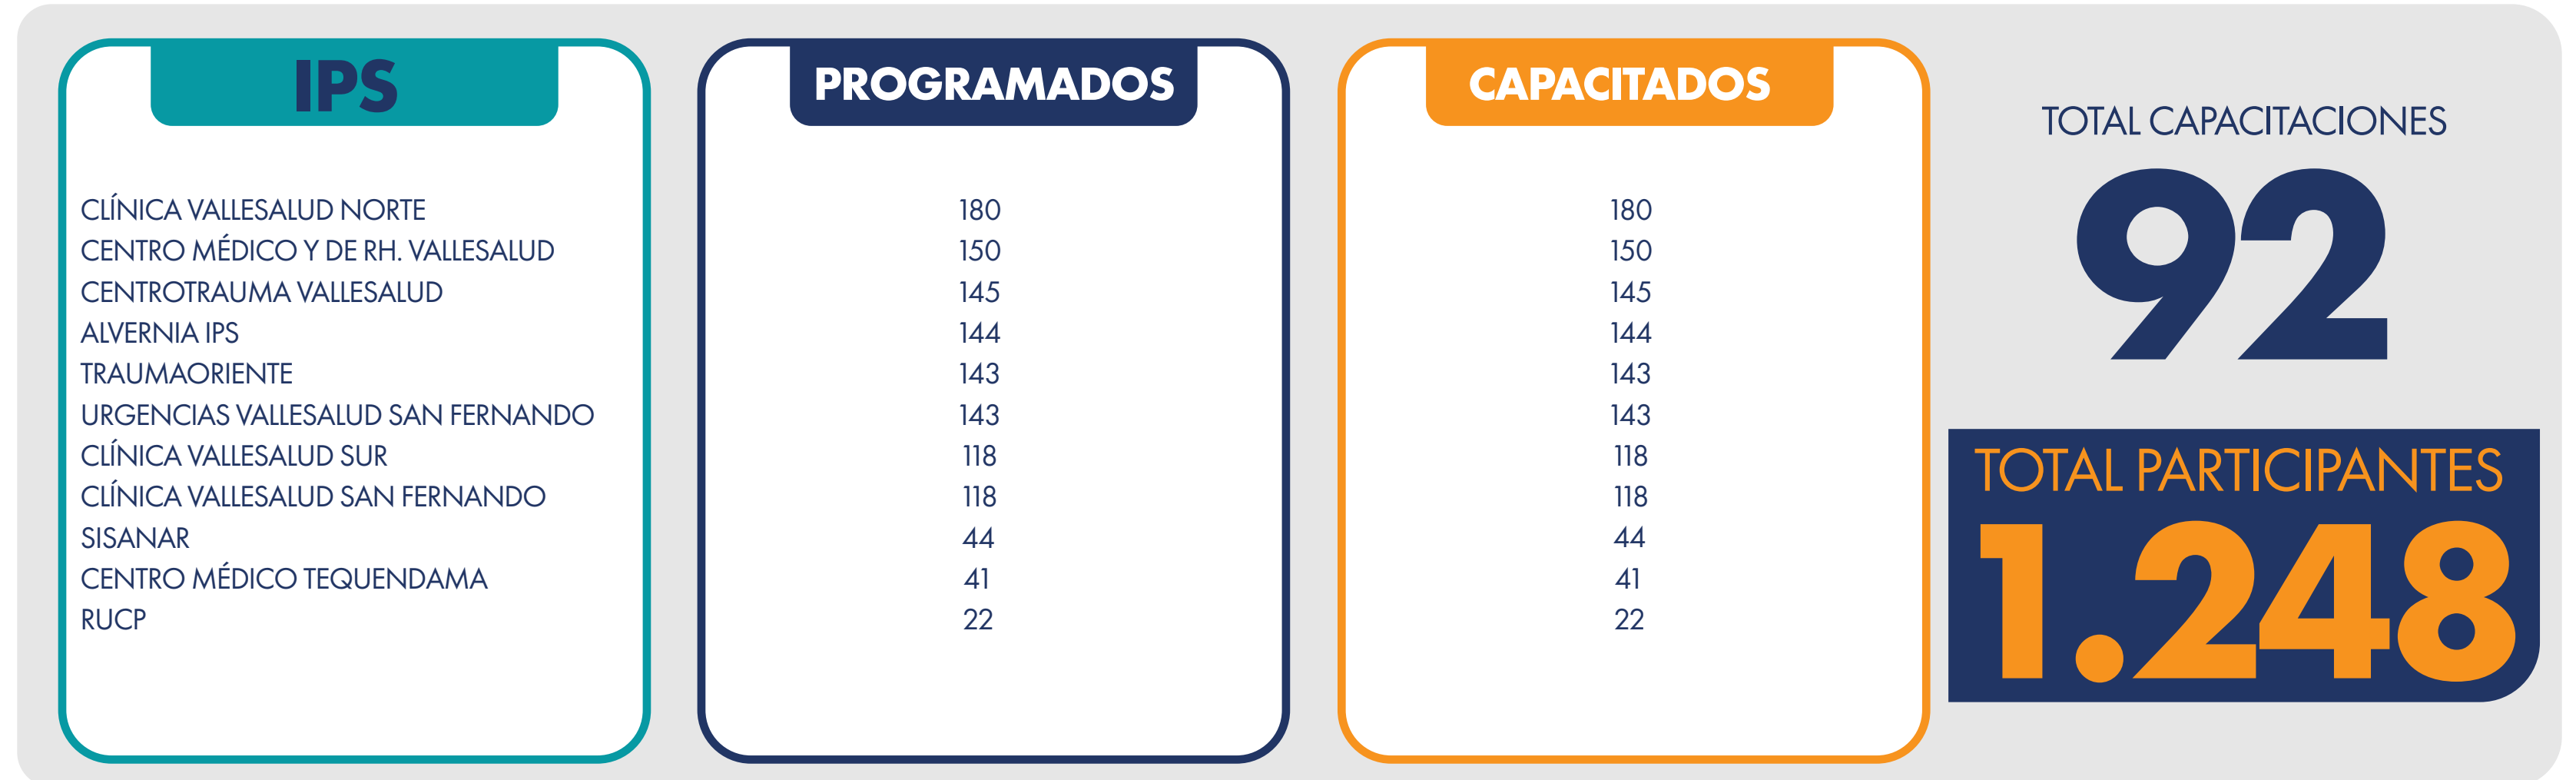 IPS PROGRAMADOS CAPACITADOS
CLÍNICA VALLESALUD NORTE 180 180
CENTRO MÉDICO Y DE RH. VALLESALUD 150 150
CENTROTRAUMA VALLESALUD 145 145
ALVERNIA IPS 144 144
TRAUMAORIENTE 143 143
URGENCIAS VALLESALUD SAN FERNANDO 143 143
CLÍNICA VALLESALUD SUR 118 118
CLÍNICA VALLESALUD SAN FERNANDO 118 118
SISANAR 44 44
CENTRO MÉDICO TEQUENDAMA 41 41
RUCP 22 22
TOTAL CAPACITACIONES
92
TOTAL PARTICIPANTES
1.248